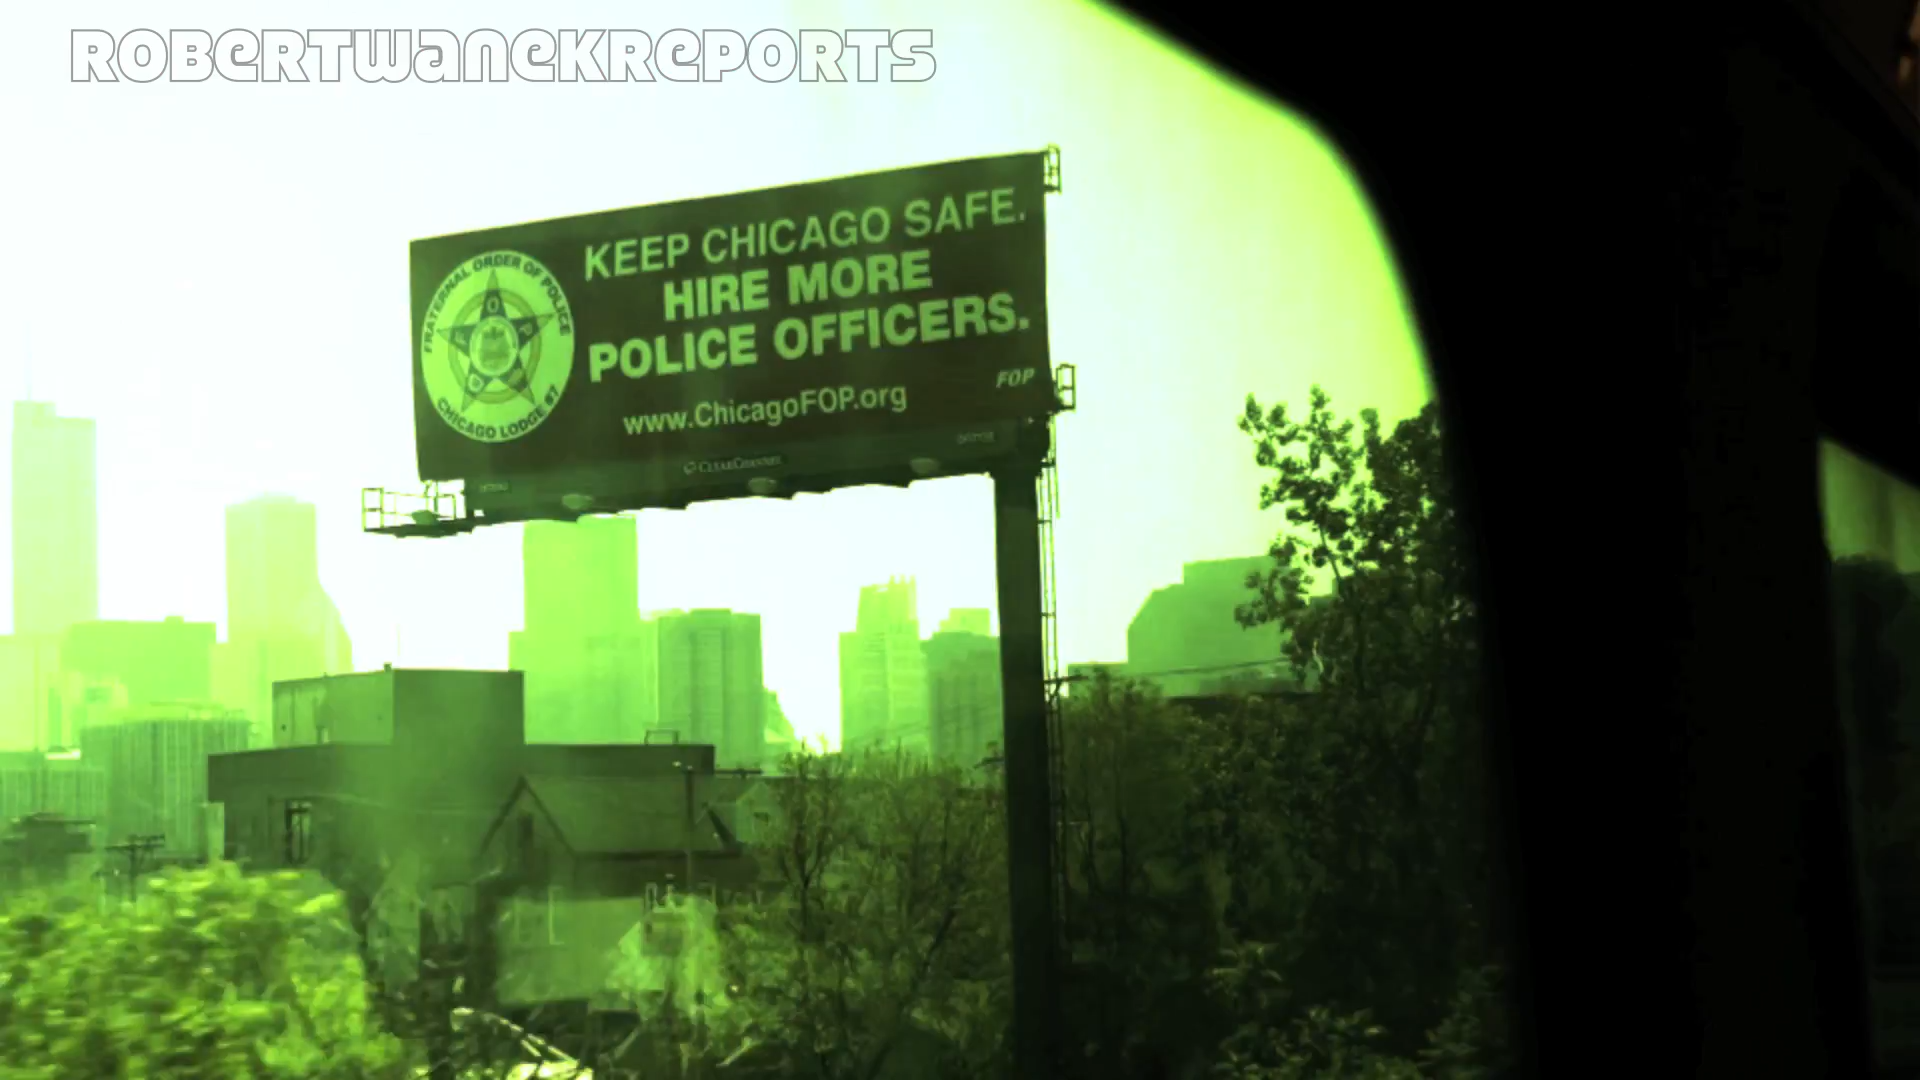 ROBERTWANEKREPORTS
KEEP CHICAGO SAFE.
HIRE MORE
POLICE OFFICERS.
www.ChicagoFOP.org
FOP
FRATERNAL ORDER OF POLICE
F O P
CHICAGO LODGE #7
CLEARCHANNEL